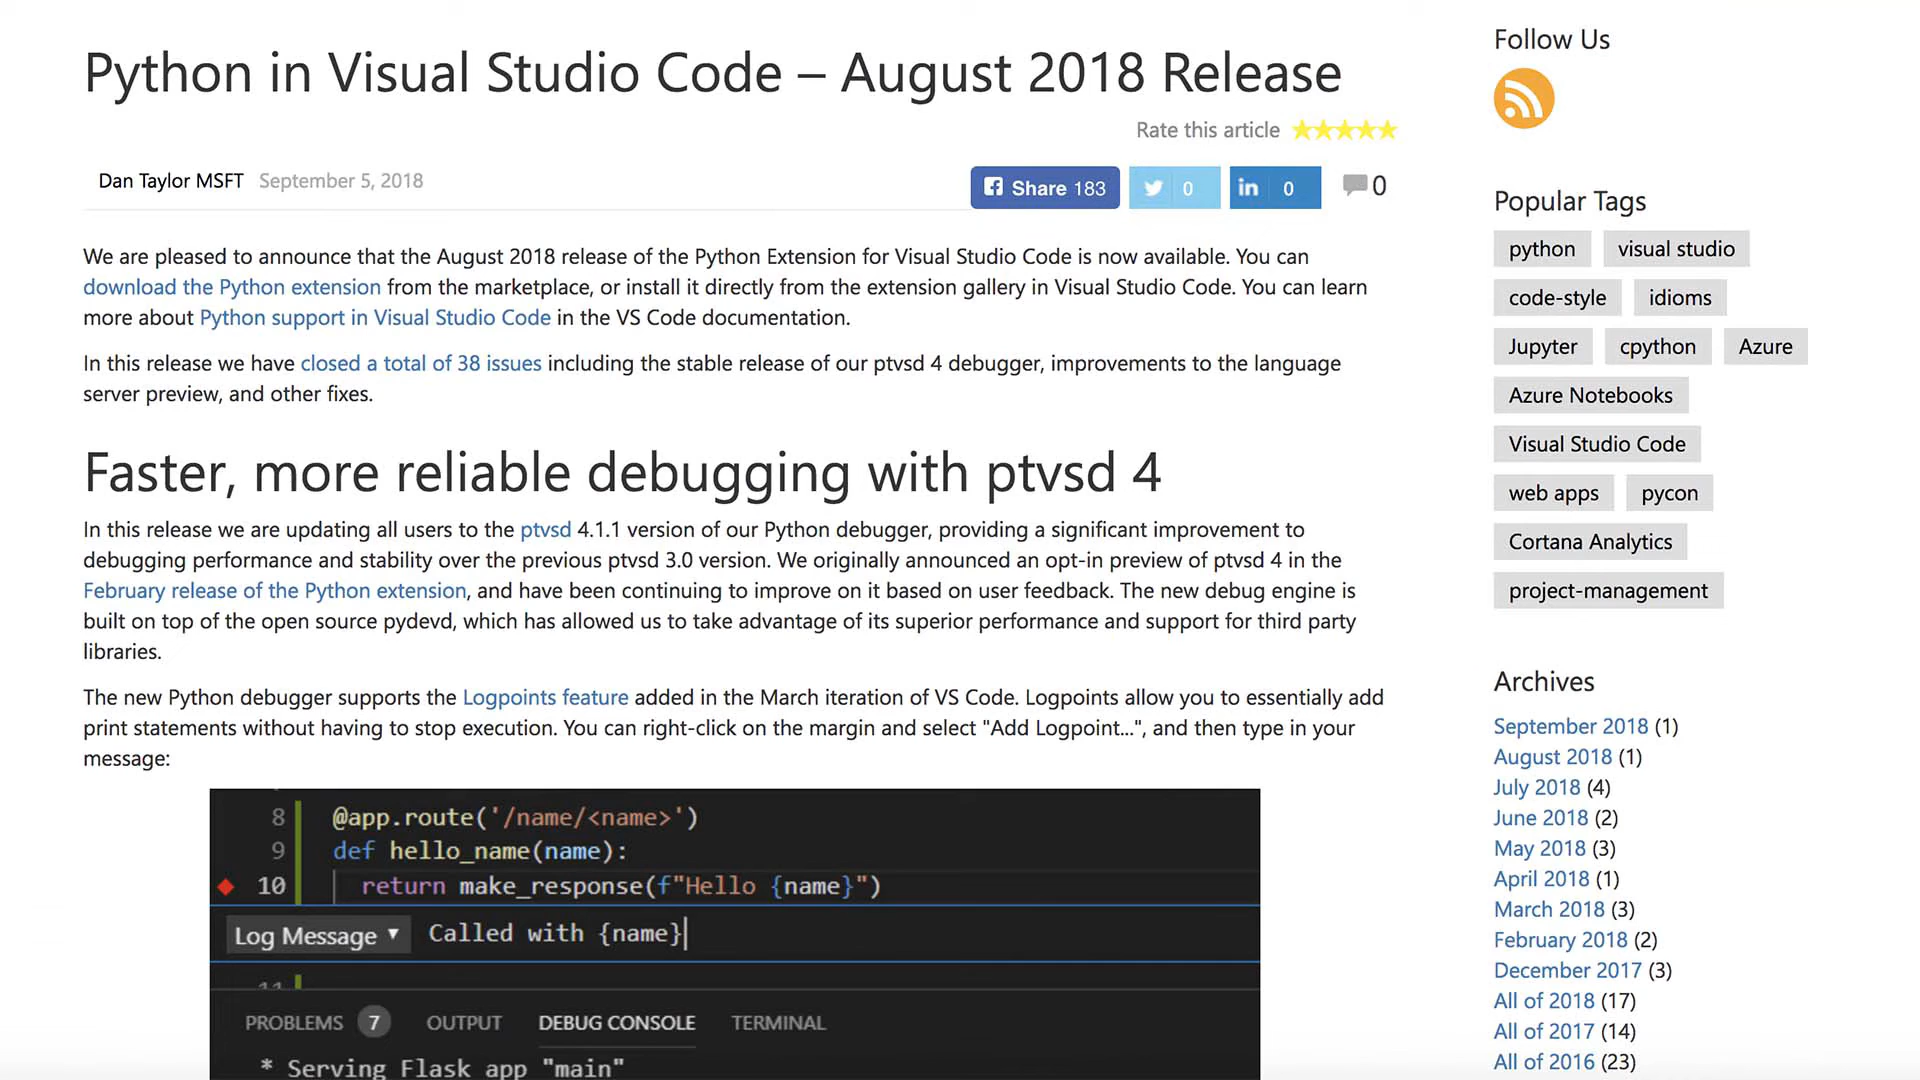 Python in Visual Studio Code – August 2018 Release
Rate this article
Dan Taylor MSFT September 5, 2018
Share 183
0
in 0
0
We are pleased to announce that the August 2018 release of the Python Extension for Visual Studio Code is now available. You can
download the Python extension from the marketplace, or install it directly from the extension gallery in Visual Studio Code. You can learn
more about Python support in Visual Studio Code in the VS Code documentation.
In this release we have closed a total of 38 issues including the stable release of our ptvsd 4 debugger, improvements to the language
server preview, and other fixes.
Faster, more reliable debugging with ptvsd 4
In this release we are updating all users to the ptvsd 4.1.1 version of our Python debugger, providing a significant improvement to
debugging performance and stability over the previous ptvsd 3.0 version. We originally announced an opt-in preview of ptvsd 4 in the
February release of the Python extension, and have been continuing to improve on it based on user feedback. The new debug engine is
built on top of the open source pydevd, which has allowed us to take advantage of its superior performance and support for third party
libraries.
The new Python debugger supports the Logpoints feature added in the March iteration of VS Code. Logpoints allow you to essentially add
print statements without having to stop execution. You can right-click on the margin and select "Add Logpoint...", and then type in your
message:
8 @app.route('/name/<name>')
9 def hello_name(name):
10 return make_response(f"Hello {name}")
Log Message Called with {name}
11
PROBLEMS 7 OUTPUT DEBUG CONSOLE TERMINAL
* Serving Flask app "main"
Follow Us
Popular Tags
python visual studio
code-style idioms
Jupyter cpython Azure
Azure Notebooks
Visual Studio Code
web apps pycon
Cortana Analytics
project-management
Archives
September 2018 (1)
August 2018 (1)
July 2018 (4)
June 2018 (2)
May 2018 (3)
April 2018 (1)
March 2018 (3)
February 2018 (2)
December 2017 (3)
All of 2018 (17)
All of 2017 (14)
All of 2016 (23)